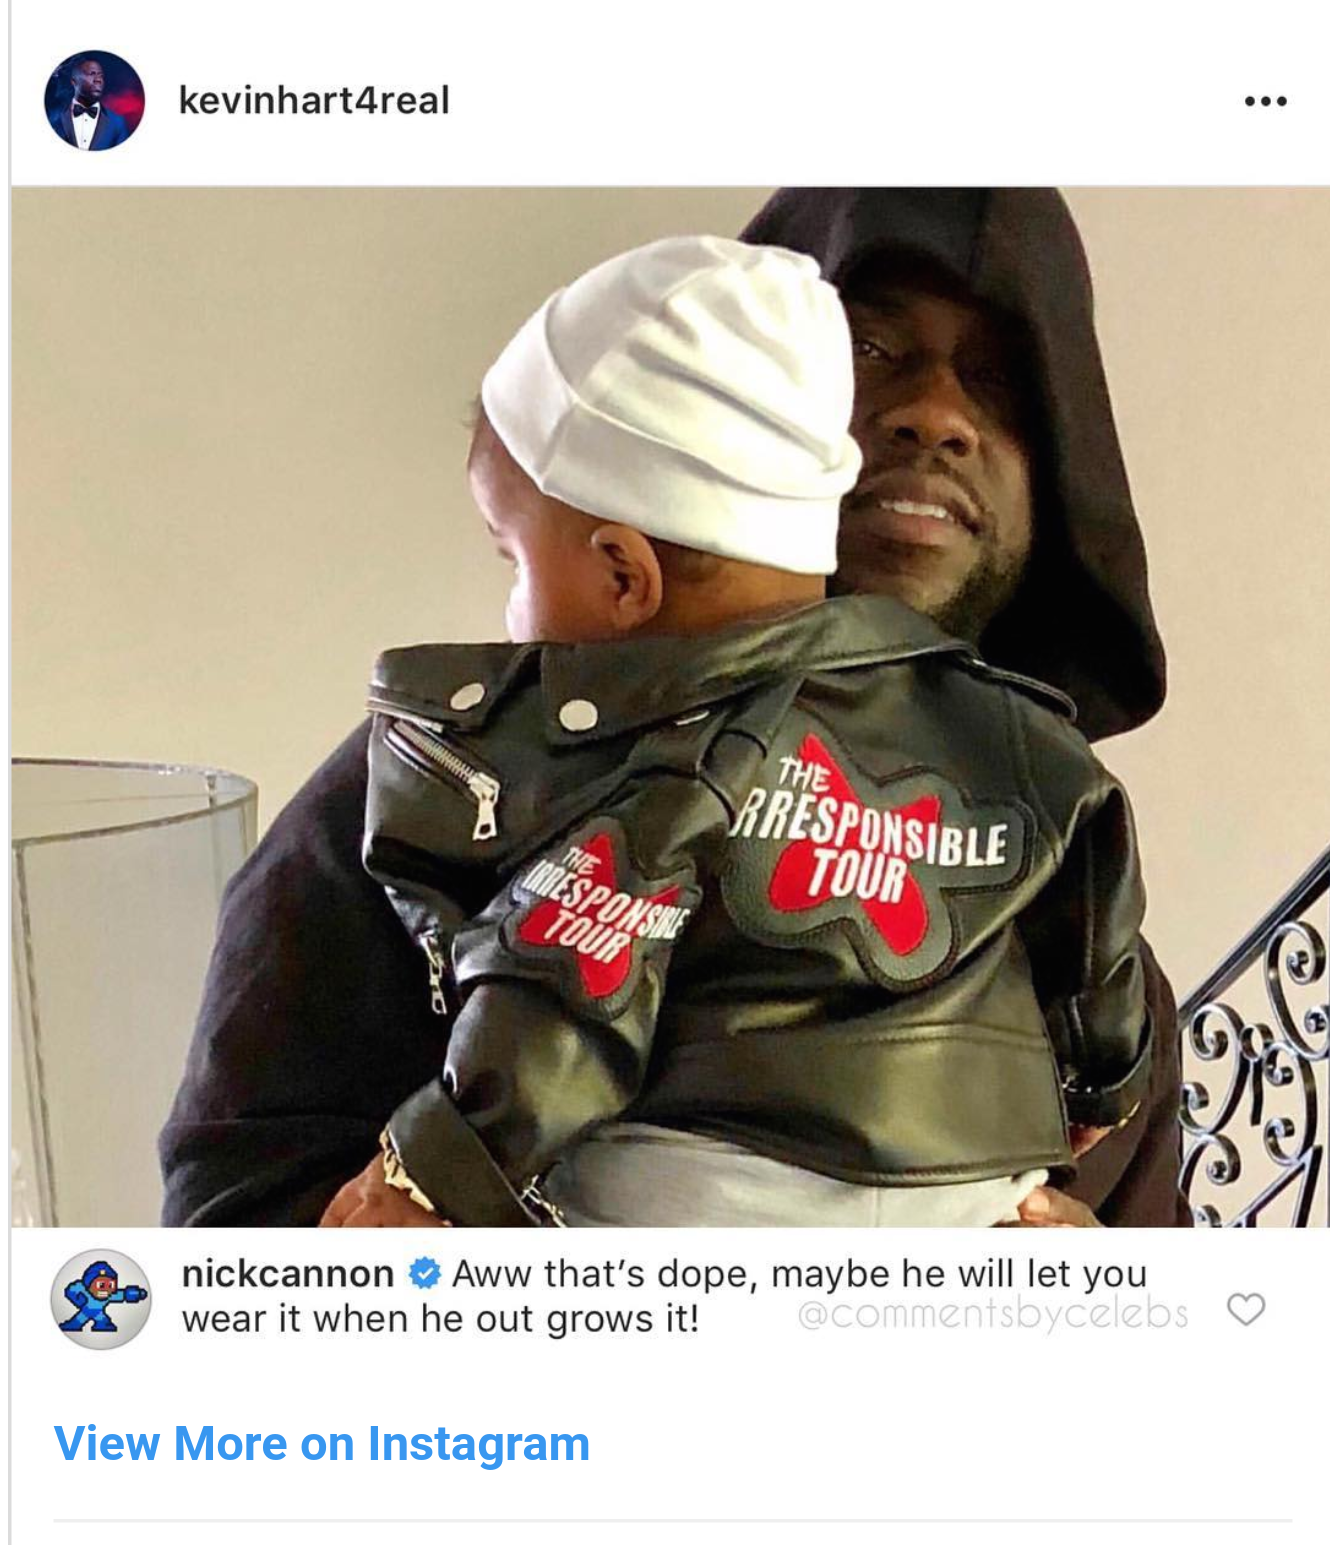 kevinhart4real
THE
RRESPONSIBLE
TOUR
THE
IRRESPONSIBLE
TOUR
nickcannon Aww that's dope, maybe he will let you
wear it when he out grows it!
@commentsbycelebs
View More on Instagram